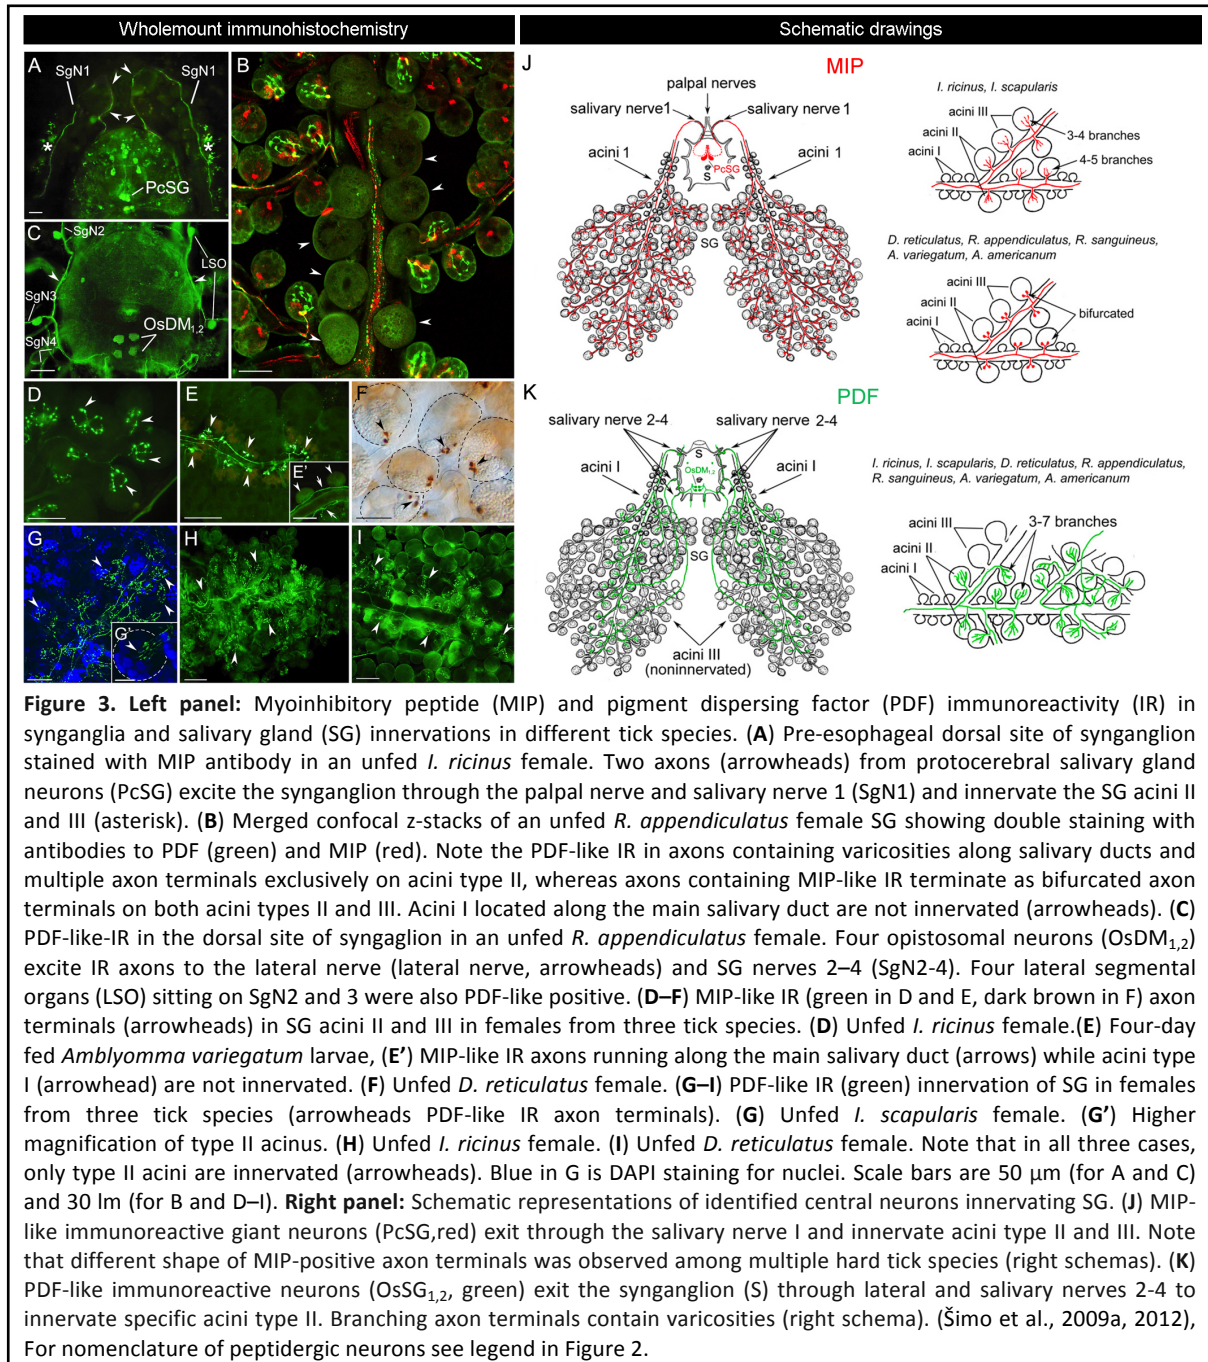 Wholemount immunohistochemistry
Schematic drawings
A
SgN1
SgN1
*
*
PcSG
B
C
SgN2
LSO
SgN3
OsDM1,2
SgN4
D
E
E'
F
G
G'
H
I
J
MIP
palpal nerves
salivary nerve1
salivary nerve 1
acini 1
acini 1
PcSG
S
SG
I. ricinus, I. scapularis
acini III
acini II
acini I
3-4 branches
4-5 branches
D. reticulatus, R. appendiculatus, R. sanguineus,
A. variegatum, A. americanum
acini III
acini II
acini I
bifurcated
K
PDF
salivary nerve 2-4
salivary nerve 2-4
S
OsDM1,2
acini I
acini I
SG
acini III
(noninnervated)
I. ricinus, I. scapularis, D. reticulatus, R. appendiculatus,
R. sanguineus, A. variegatum, A. americanum
acini III
3-7 branches
acini II
acini I
Figure 3. Left panel: Myoinhibitory peptide (MIP) and pigment dispersing factor (PDF) immunoreactivity (IR) in
synganglia and salivary gland (SG) innervations in different tick species. (A) Pre-esophageal dorsal site of synganglion
stained with MIP antibody in an unfed I. ricinus female. Two axons (arrowheads) from protocerebral salivary gland
neurons (PcSG) excite the synganglion through the palpal nerve and salivary nerve 1 (SgN1) and innervate the SG acini II
and III (asterisk). (B) Merged confocal z-stacks of an unfed R. appendiculatus female SG showing double staining with
antibodies to PDF (green) and MIP (red). Note the PDF-like IR in axons containing varicosities along salivary ducts and
multiple axon terminals exclusively on acini type II, whereas axons containing MIP-like IR terminate as bifurcated axon
terminals on both acini types II and III. Acini I located along the main salivary duct are not innervated (arrowheads). (C)
PDF-like-IR in the dorsal site of syngaglion in an unfed R. appendiculatus female. Four opistosomal neurons (OsDM1,2)
excite IR axons to the lateral nerve (lateral nerve, arrowheads) and SG nerves 2–4 (SgN2-4). Four lateral segmental
organs (LSO) sitting on SgN2 and 3 were also PDF-like positive. (D–F) MIP-like IR (green in D and E, dark brown in F) axon
terminals (arrowheads) in SG acini II and III in females from three tick species. (D) Unfed I. ricinus female.(E) Four-day
fed Amblyomma variegatum larvae, (E’) MIP-like IR axons running along the main salivary duct (arrows) while acini type
I (arrowhead) are not innervated. (F) Unfed D. reticulatus female. (G–I) PDF-like IR (green) innervation of SG in females
from three tick species (arrowheads PDF-like IR axon terminals). (G) Unfed I. scapularis female. (G’) Higher
magnification of type II acinus. (H) Unfed I. ricinus female. (I) Unfed D. reticulatus female. Note that in all three cases,
only type II acini are innervated (arrowheads). Blue in G is DAPI staining for nuclei. Scale bars are 50 µm (for A and C)
and 30 lm (for B and D–I). Right panel: Schematic representations of identified central neurons innervating SG. (J) MIP-
like immunoreactive giant neurons (PcSG,red) exit through the salivary nerve I and innervate acini type II and III. Note
that different shape of MIP-positive axon terminals was observed among multiple hard tick species (right schemas). (K)
PDF-like immunoreactive neurons (OsSG1,2, green) exit the synganglion (S) through lateral and salivary nerves 2-4 to
innervate specific acini type II. Branching axon terminals contain varicosities (right schema). (Šimo et al., 2009a, 2012),
For nomenclature of peptidergic neurons see legend in Figure 2.